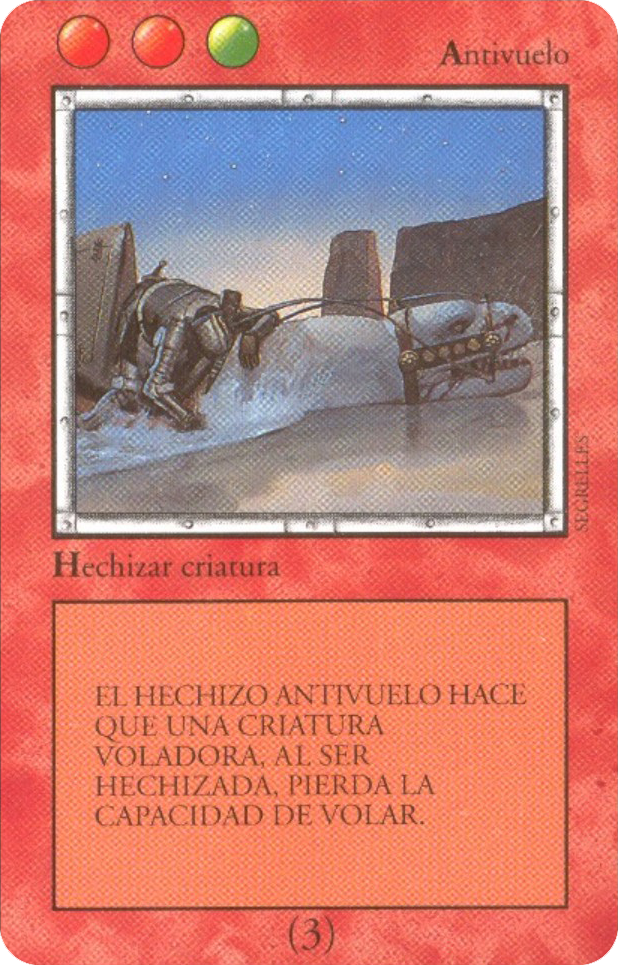 Antivuelo
SEGRELLES
Hechizar criatura
EL HECHIZO ANTIVUELO HACE
QUE UNA CRIATURA
VOLADORA, AL SER
HECHIZADA, PIERDA LA
CAPACIDAD DE VOLAR.
(3)